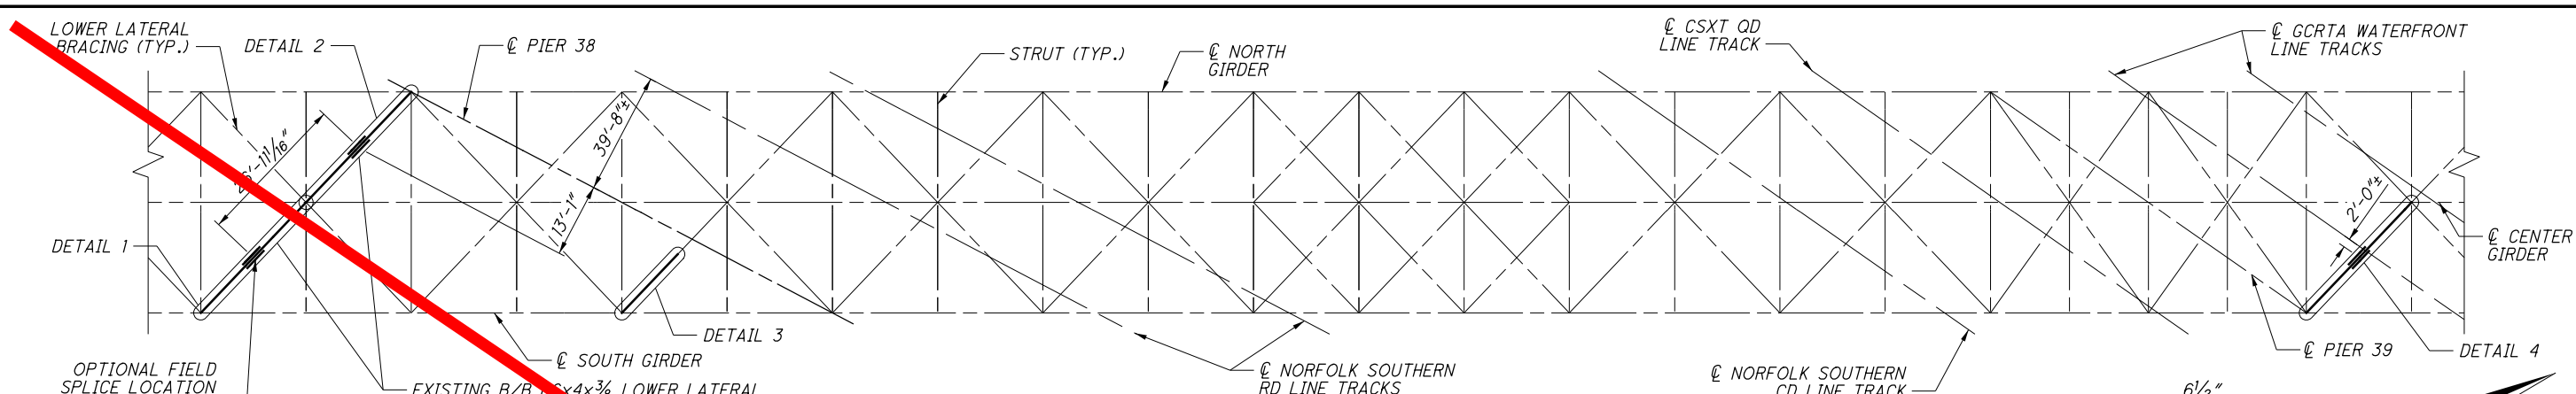 LOWER LATERAL
BRACING (TYP.)
DETAIL 2
℄ PIER 38
STRUT (TYP.)
℄ NORTH
GIRDER
℄ CSXT QD
LINE TRACK
℄ GCRTA WATERFRONT
LINE TRACKS
39'-8"±
13'-1"
2'-0"±
DETAIL 1
℄ CENTER
GIRDER
DETAIL 3
℄ SOUTH GIRDER
℄ PIER 39
DETAIL 4
OPTIONAL FIELD
SPLICE LOCATION
EXISTING B/B LOWER LATERAL
℄ NORFOLK SOUTHERN
RD LINE TRACKS
℄ NORFOLK SOUTHERN
CD LINE TRACK
6½"